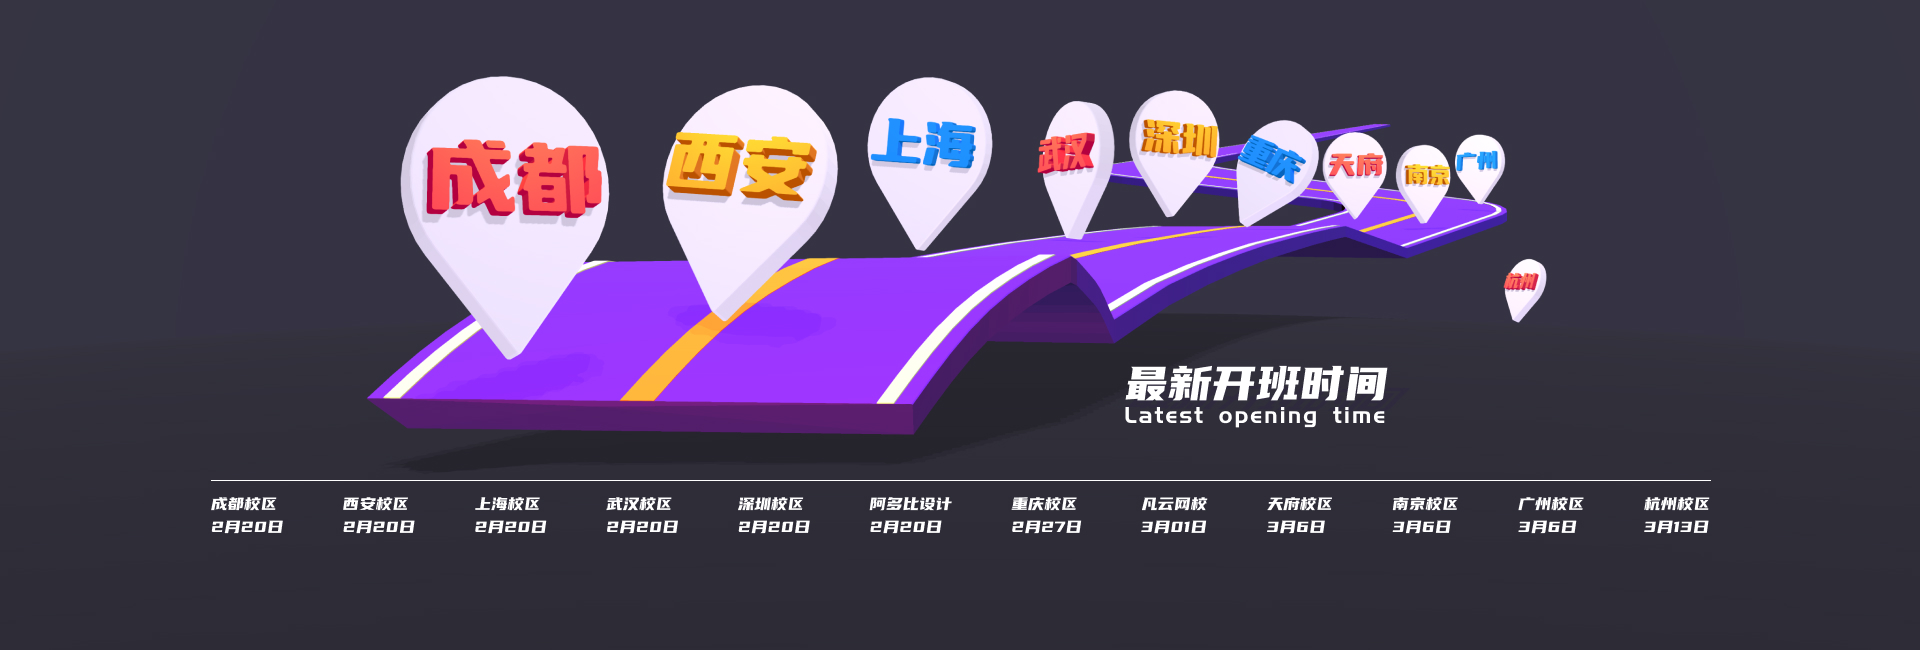 成都
西安
上海
武汉
深圳
重庆
天府
南京
广州
杭州
最新开班时间
Latest opening time
成都校区
2月20日
西安校区
2月20日
上海校区
2月20日
武汉校区
2月20日
深圳校区
2月20日
阿多比设计
2月20日
重庆校区
2月27日
凡云网校
3月01日
天府校区
3月6日
南京校区
3月6日
广州校区
3月6日
杭州校区
3月13日